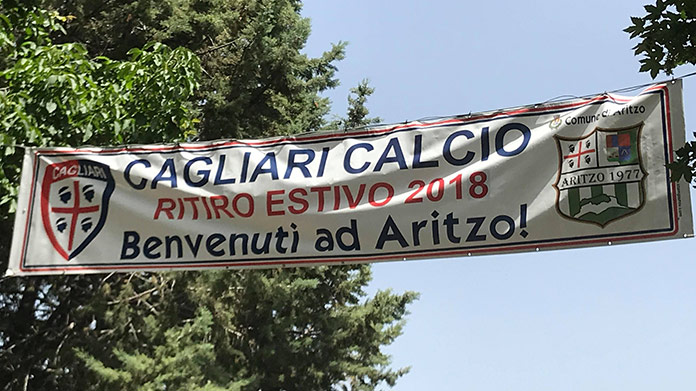 CAGLIARI
CAGLIARI CALCIO
RITIRO ESTIVO 2018
Benvenuti ad Aritzo!
Comune di Aritzo
ARITZO 1977